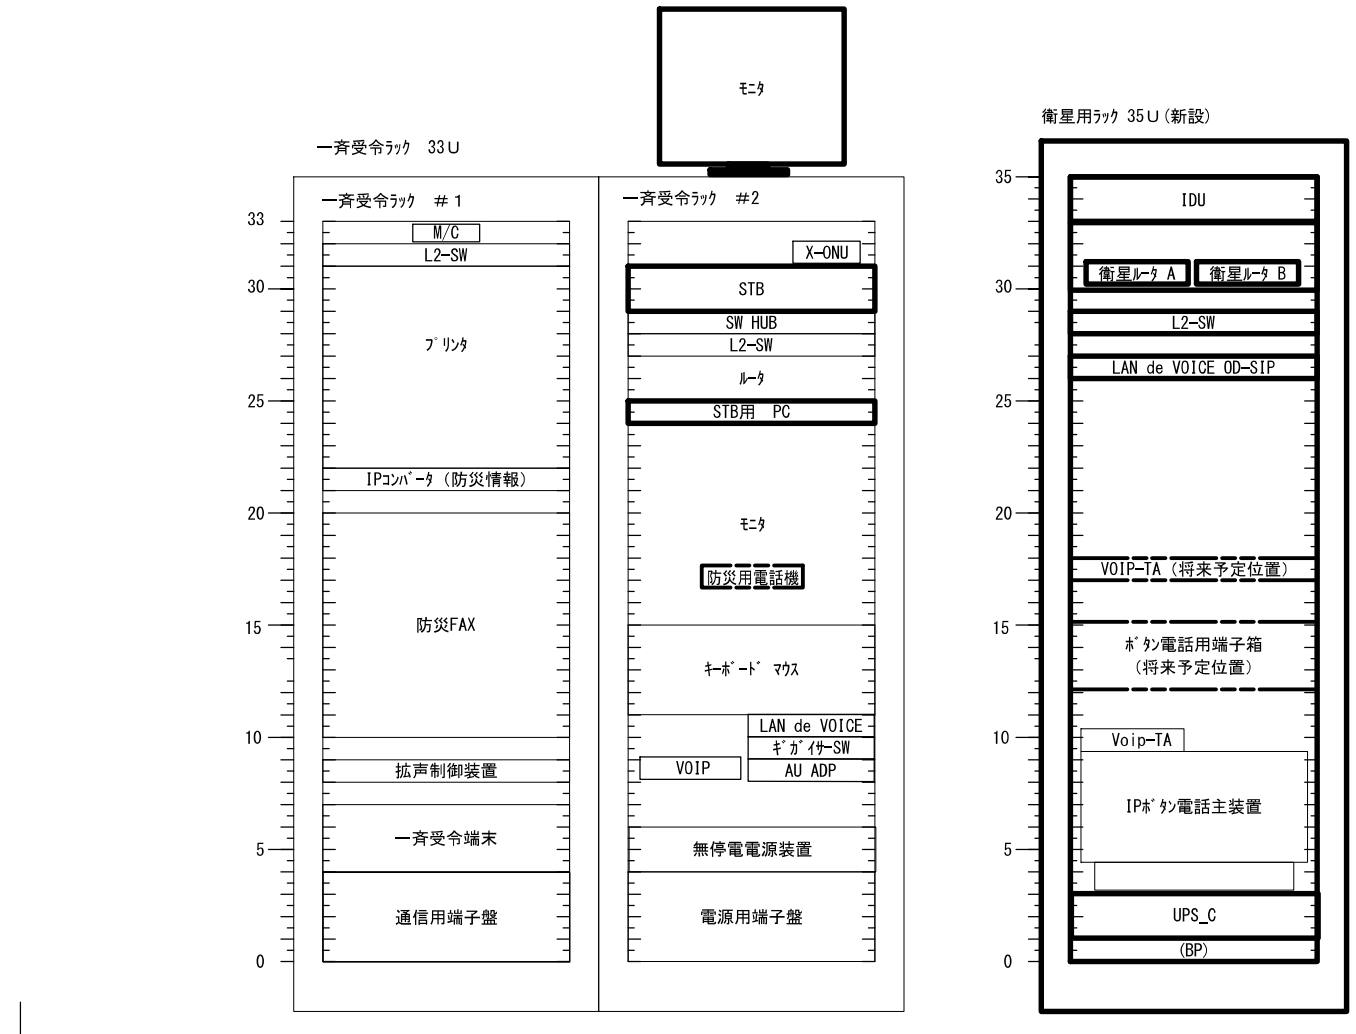 モニタ
一斉受令ラック 33U
一斉受令ラック #1
33
M/C
L2-SW
30
プリンタ
25
IPコンバータ (防災情報)
20
防災FAX
15
10
拡声制御装置
一斉受令端末
5
通信用端子盤
0
一斉受令ラック #2
X-ONU
STB
SW HUB
L2-SW
ルータ
STB用 PC
モニタ
防災用電話機
キーボード マウス
LAN de VOICE
ギガイサ-SW
VOIP
AU ADP
無停電電源装置
電源用端子盤
衛星用ラック 35U(新設)
35
IDU
衛星ルータ A
衛星ルータ B
30
L2-SW
LAN de VOICE OD-SIP
25
20
VOIP-TA (将来予定位置)
15
ボタン電話用端子箱
(将来予定位置)
10
Voip-TA
IPボタン電話主装置
5
UPS_C
(BP)
0